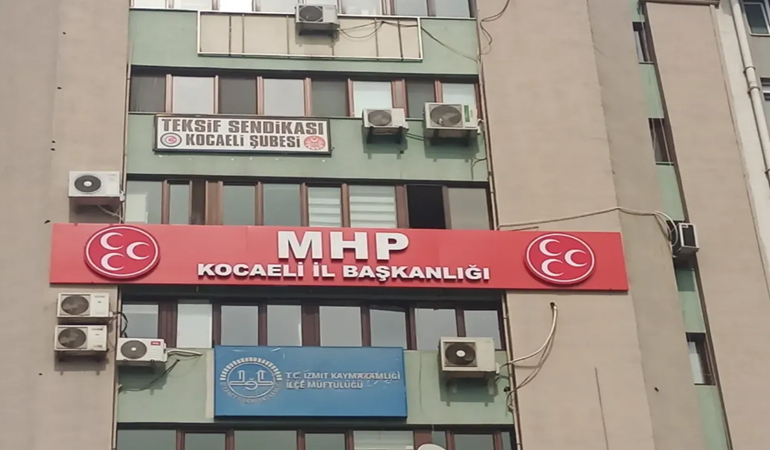 TEKSİF SENDİKASI
KOCAELİ ŞUBESİ
MHP
KOCAELİ İL BAŞKANLIĞI
T.C. İZMİT KAYMAKAMLIĞI
İLÇE MÜFTÜLÜĞÜ